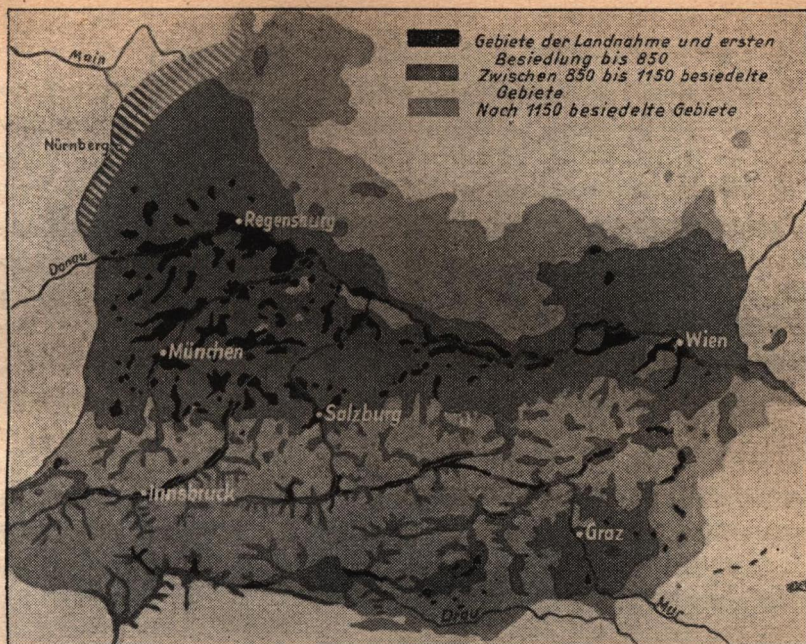 Gebiete der Landnahme und ersten
Besiedlung bis 850
Zwischen 850 bis 1150 besiedelte
Gebiete
Nach 1150 besiedelte Gebiete
Main
Nürnberg
Regensburg
Donau
München
Wien
Salzburg
Innsbruck
Graz
Drau
Mur